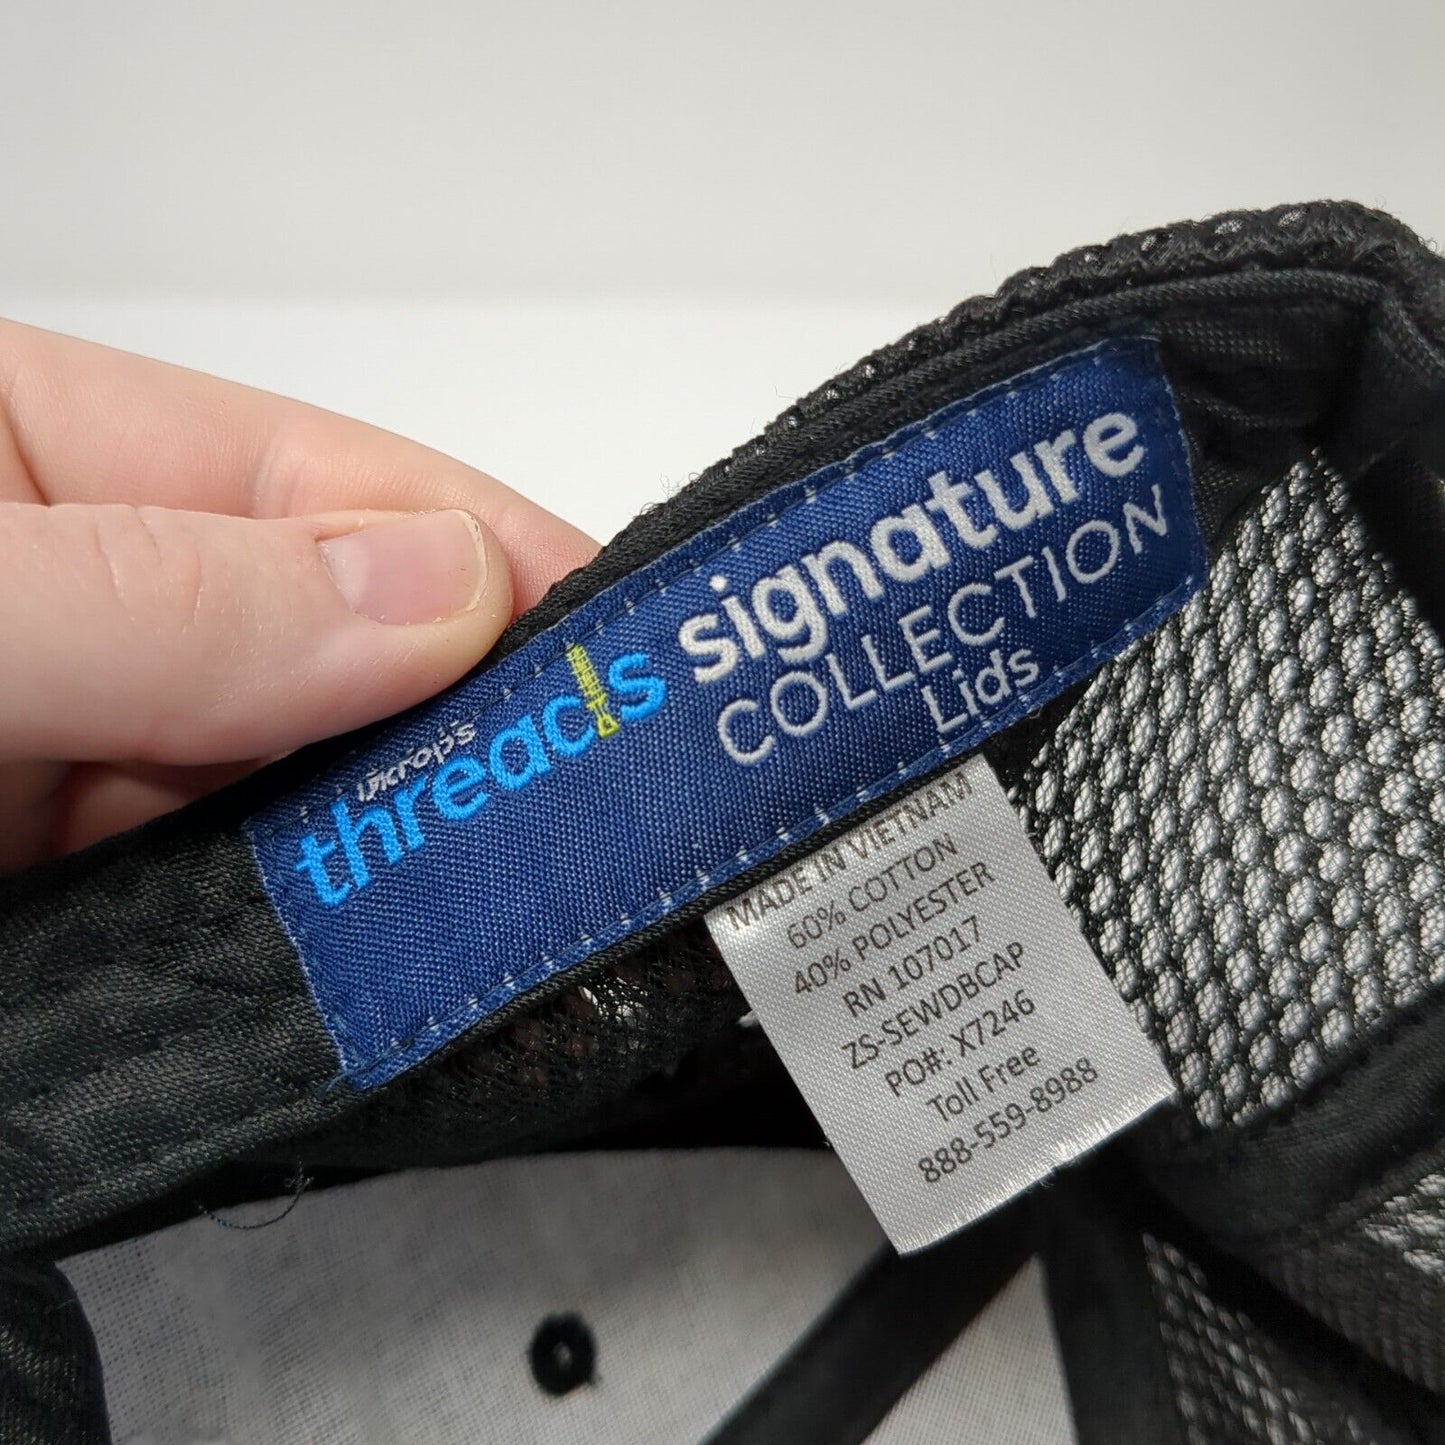 ukrop's
threads
signature
COLLECTION
Lids
MADE IN VIETNAM
60% COTTON
40% POLYESTER
RN 107017
ZS-SEWDBCAP
PO#: X7246
Toll Free
888-559-8988